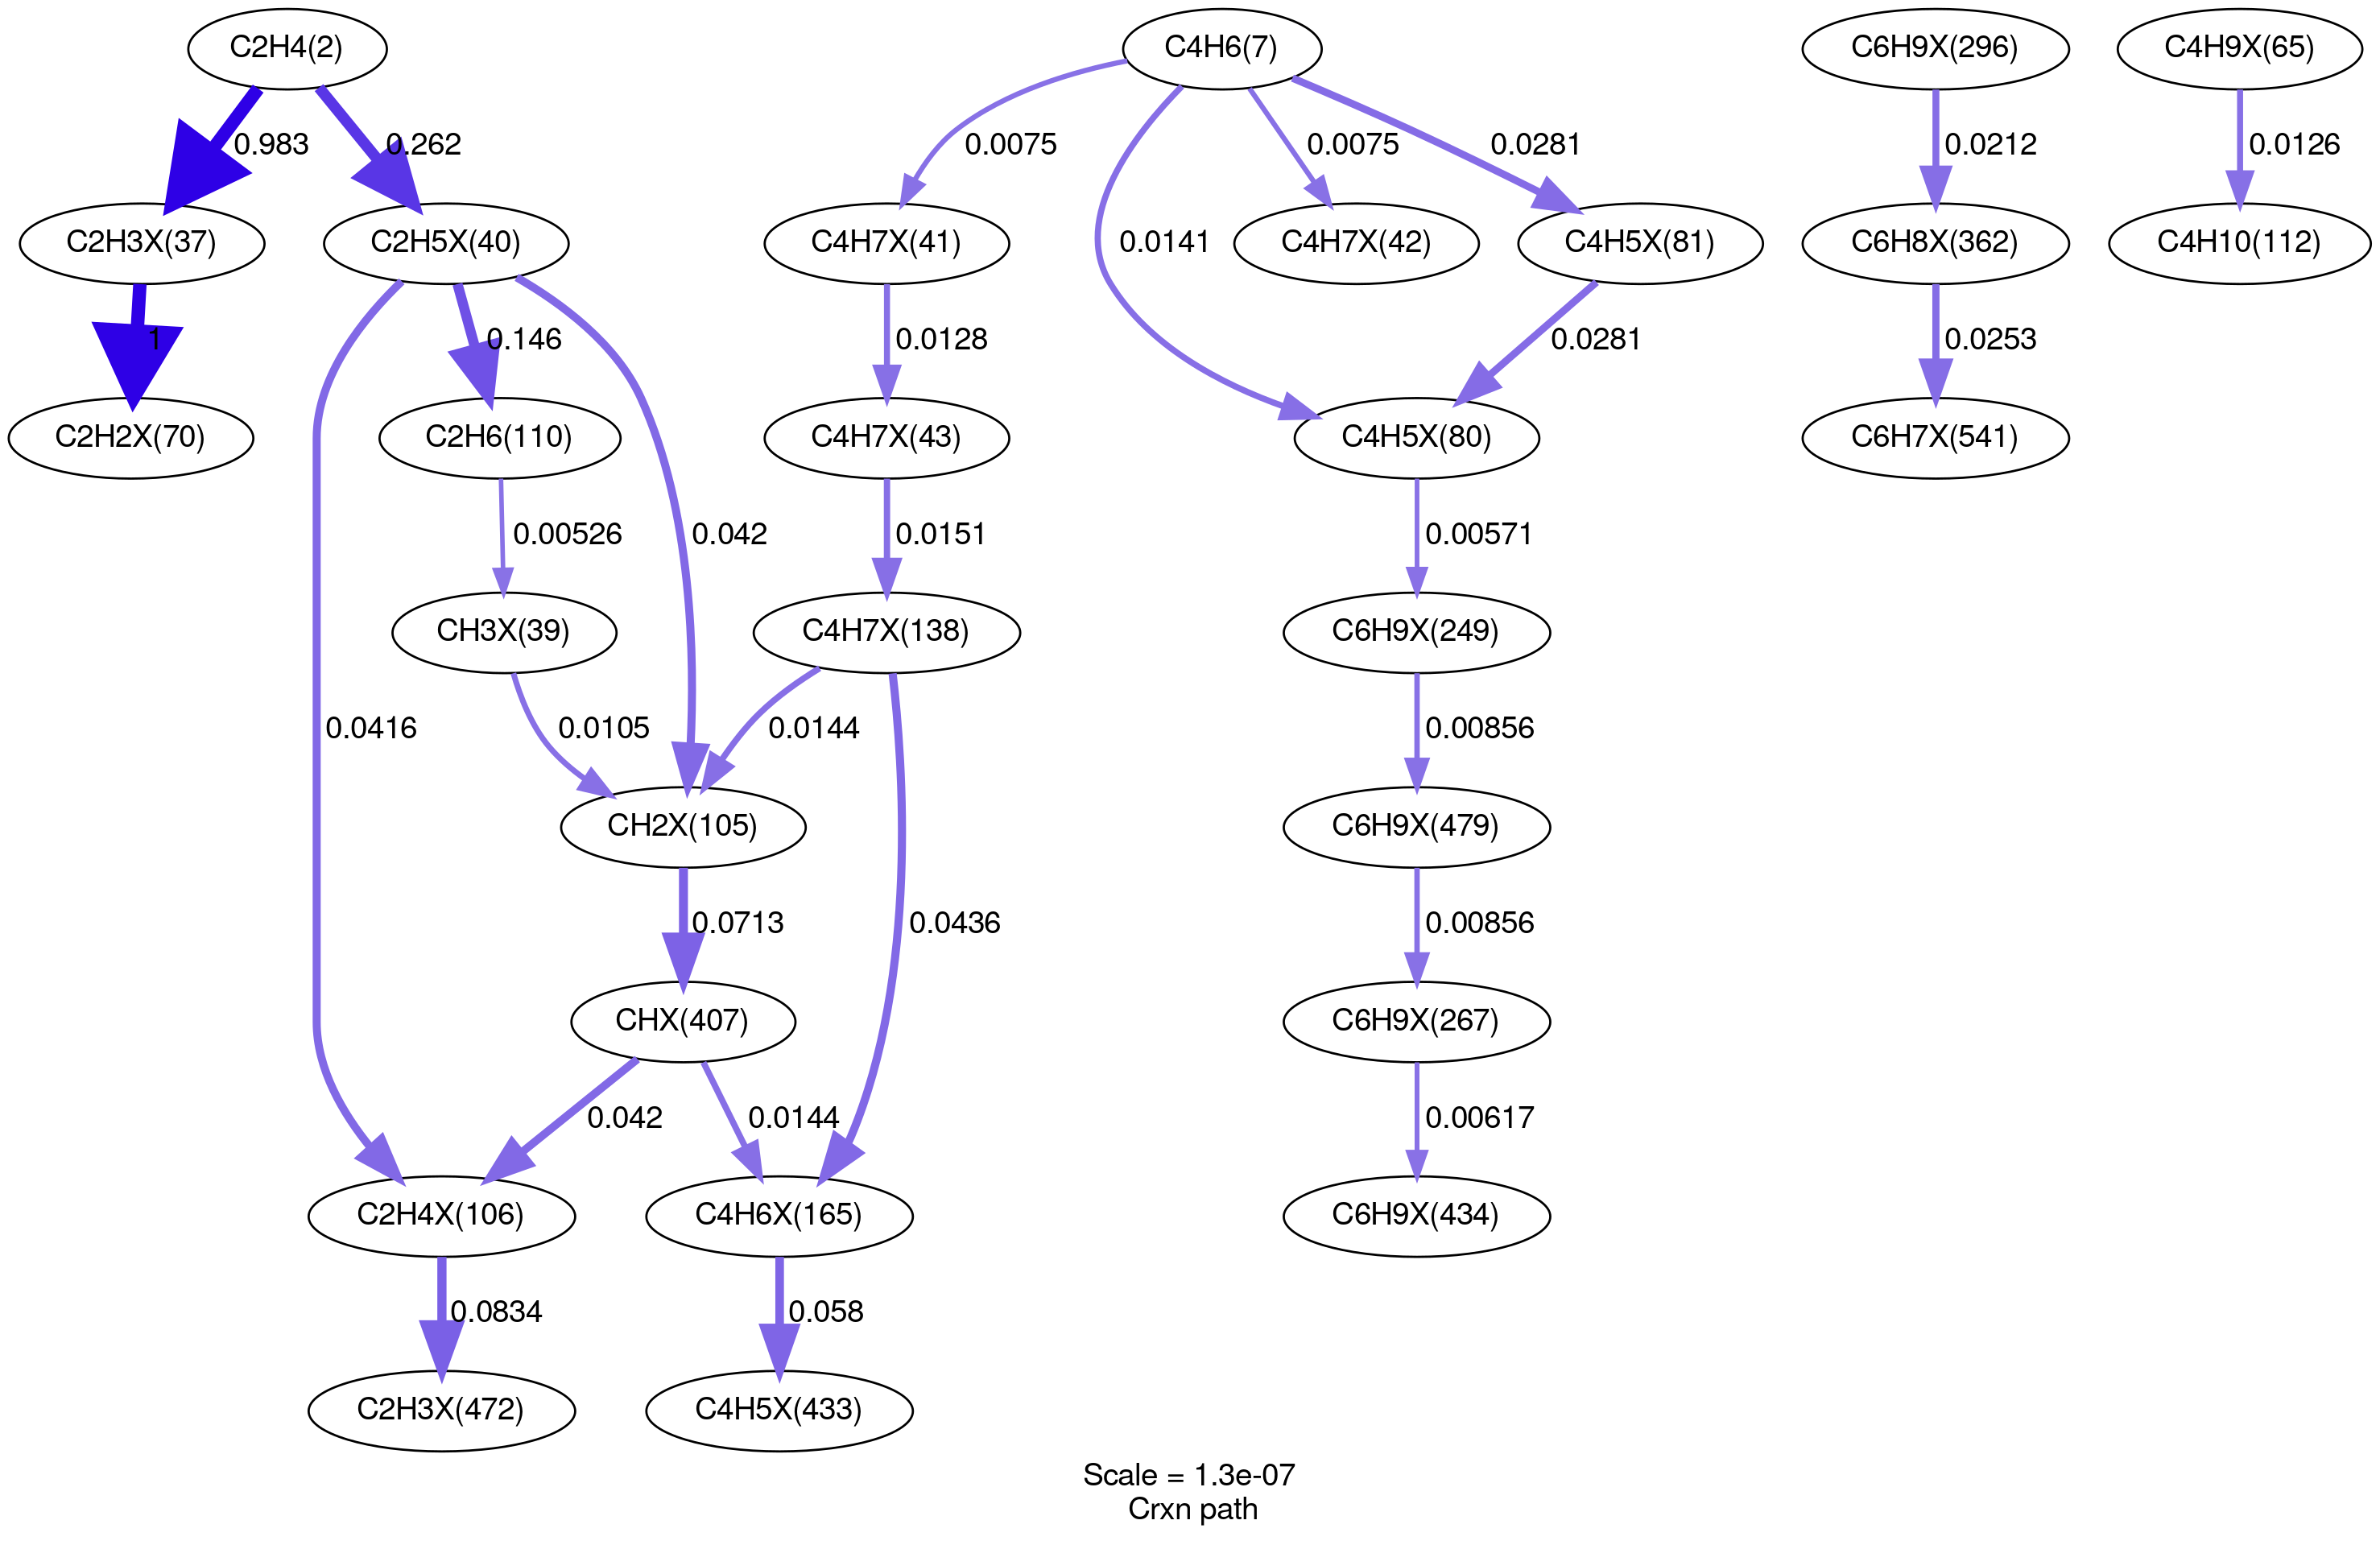 C2H4(2)
C4H6(7)
C6H9X(296)
C4H9X(65)
0.983
0.262
0.0075
0.0075
0.0281
0.0212
0.0126
C2H3X(37)
C2H5X(40)
C4H7X(41)
0.0141
C4H7X(42)
C4H5X(81)
C6H8X(362)
C4H10(112)
1
0.146
0.0128
0.0281
0.0253
C2H2X(70)
C2H6(110)
C4H7X(43)
C4H5X(80)
C6H7X(541)
0.00526
0.042
0.0151
0.00571
CH3X(39)
C4H7X(138)
C6H9X(249)
0.0416
0.0105
0.0144
0.00856
CH2X(105)
C6H9X(479)
0.0713
0.0436
0.00856
CHX(407)
C6H9X(267)
0.042
0.0144
0.00617
C2H4X(106)
C4H6X(165)
C6H9X(434)
0.0834
0.058
C2H3X(472)
C4H5X(433)
Scale = 1.3e-07
Crxn path